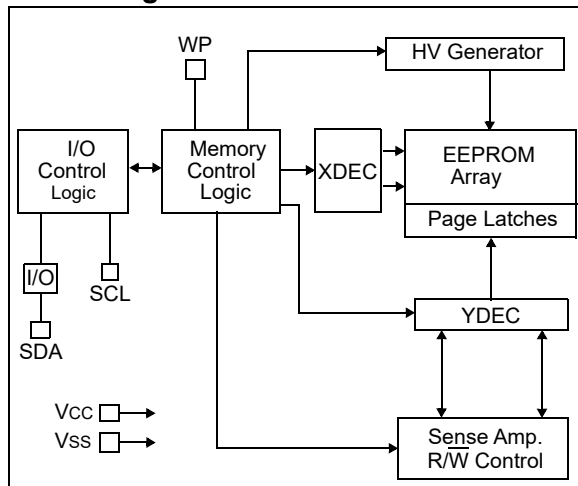 WP
HV Generator
I/O
Control
Logic
Memory
Control
Logic
XDEC
EEPROM
Array
Page Latches
I/O
SCL
SDA
YDEC
VCC
VSS
Sense Amp.
R/W̅ Control